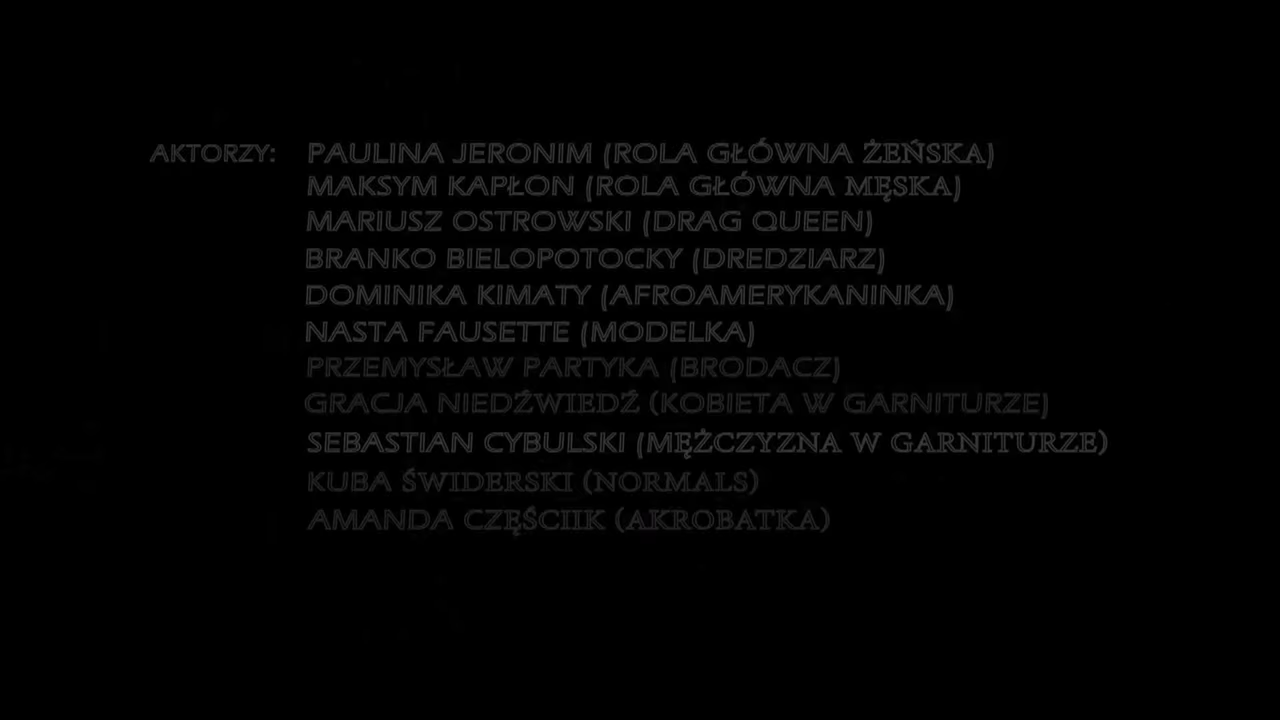 AKTORZY: PAULINA JERONIM (ROLA GŁÓWNA ŻEŃSKA)
MAKSYM KAPŁON (ROLA GŁÓWNA MĘSKA)
MARIUSZ OSTROWSKI (DRAG QUEEN)
BRANKO BIELOPOTOCKY (DREDZIARZ)
DOMINIKA KIMATY (AFROAMERYKANINKA)
NASTA FAUSETTE (MODELKA)
PRZEMYSŁAW PARTYKA (BRODACZ)
GRACJA NIEDŹWIEDŹ (KOBIETA W GARNITURZE)
SEBASTIAN CYBULSKI (MĘŻCZYZNA W GARNITURZE)
KUBA ŚWIDERSKI (NORMALS)
AMANDA CZĘŚCIIK (AKROBATKA)